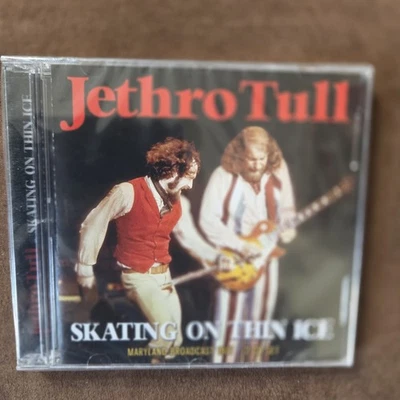 Jethro Tull
SKATING ON THIN ICE
MARYLAND BROADCAST
SKATING ON THIN ICE